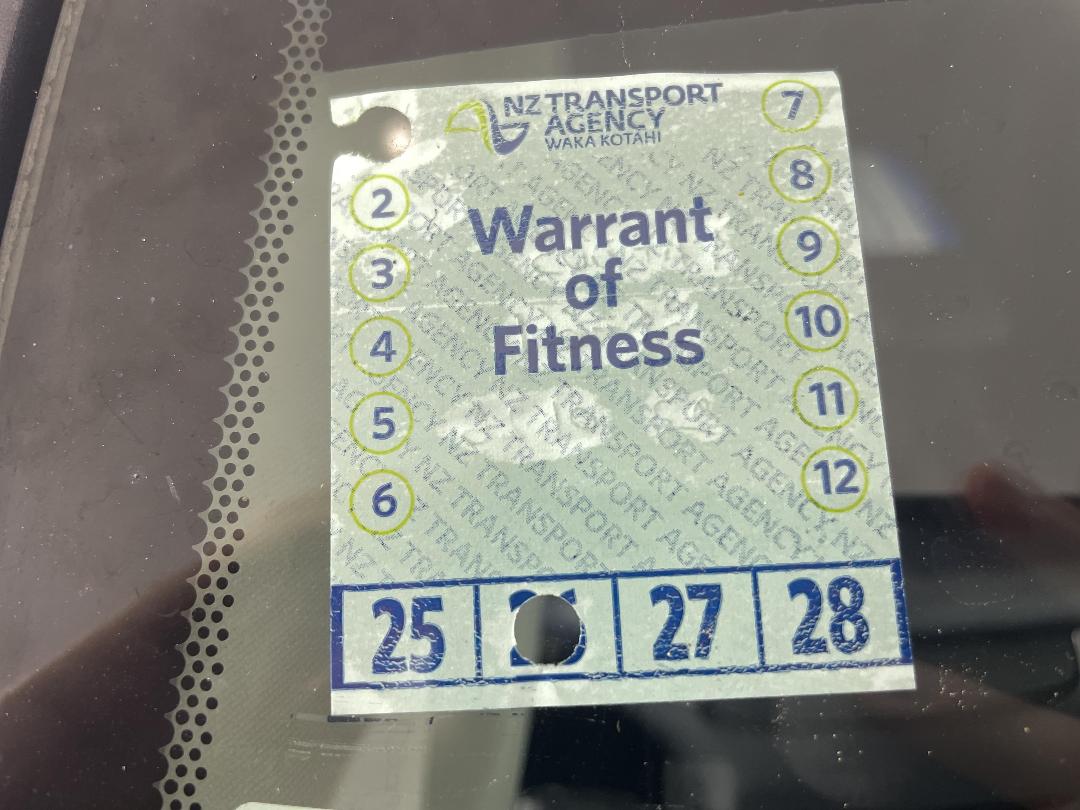 NZ TRANSPORT
AGENCY
WAKA KOTAHI
Warrant
of
Fitness
2
3
4
5
6
7
8
9
10
11
12
25
27
28